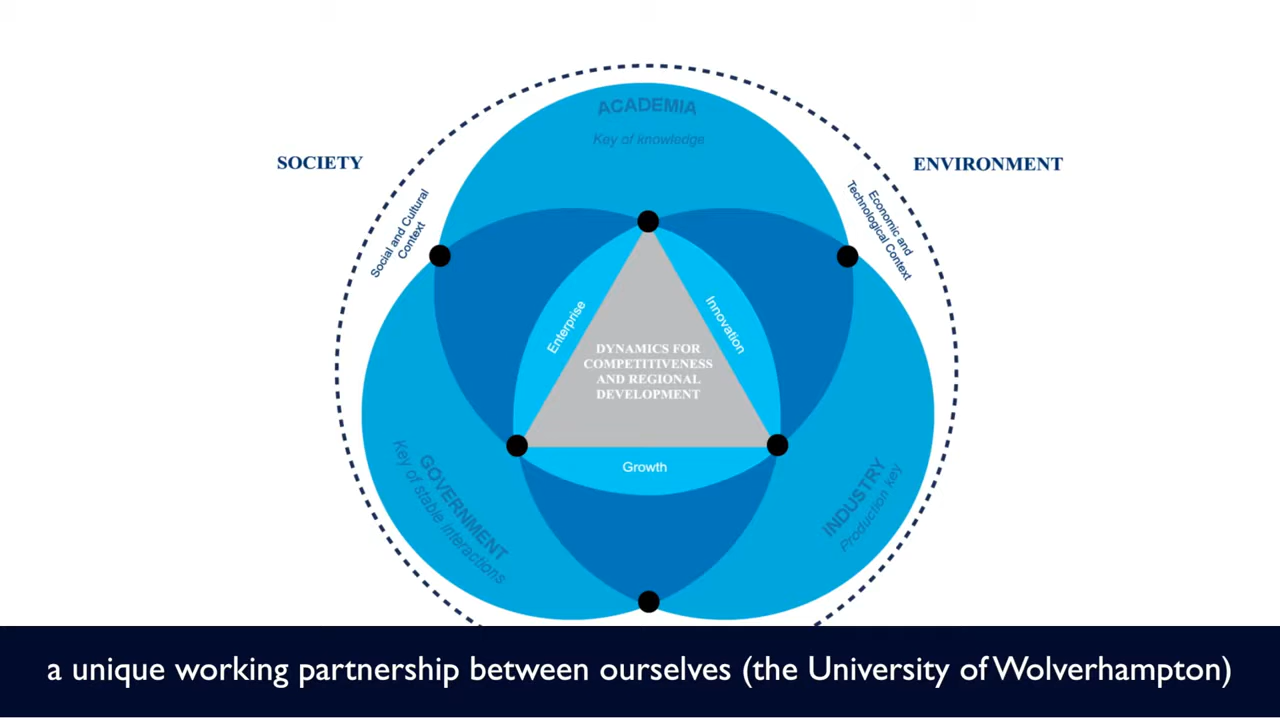 ACADEMIA
Key of knowledge
SOCIETY
ENVIRONMENT
Social and Cultural
Context
Economic and
Technological Context
Enterprise
Innovation
DYNAMICS FOR
COMPETITIVENESS
AND REGIONAL
DEVELOPMENT
Growth
GOVERNMENT
Key of stable interactions
INDUSTRY
Production key
a unique working partnership between ourselves (the University of Wolverhampton)